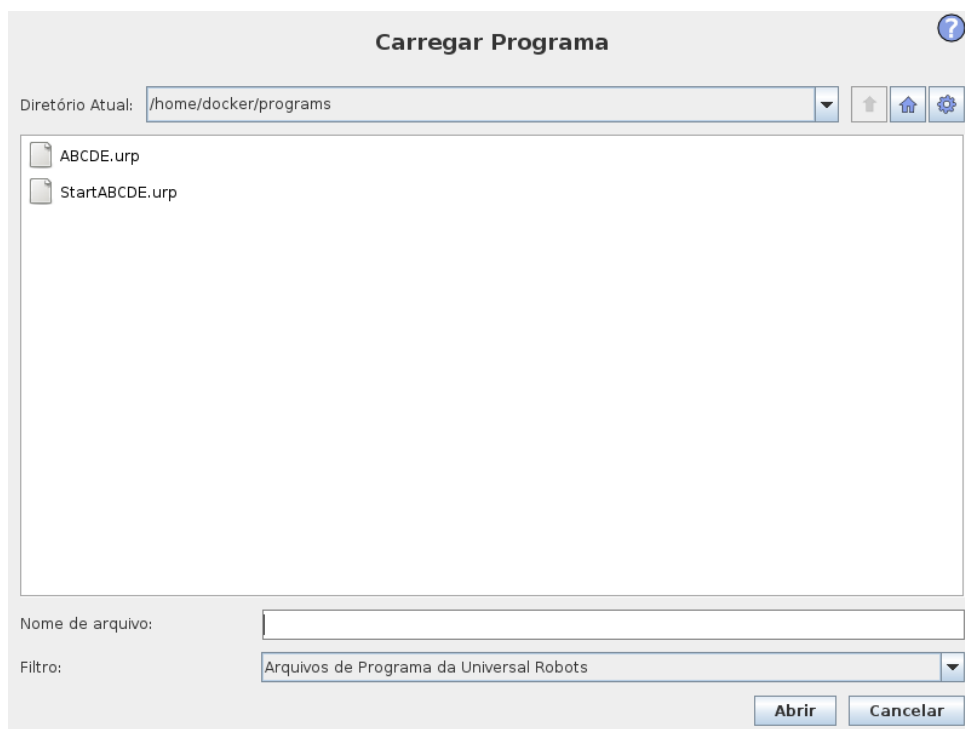 Carregar Programa
?
Diretório Atual: /home/docker/programs
ABCDE.urp
StartABCDE.urp
Nome de arquivo:
Filtro: Arquivos de Programa da Universal Robots
Abrir Cancelar